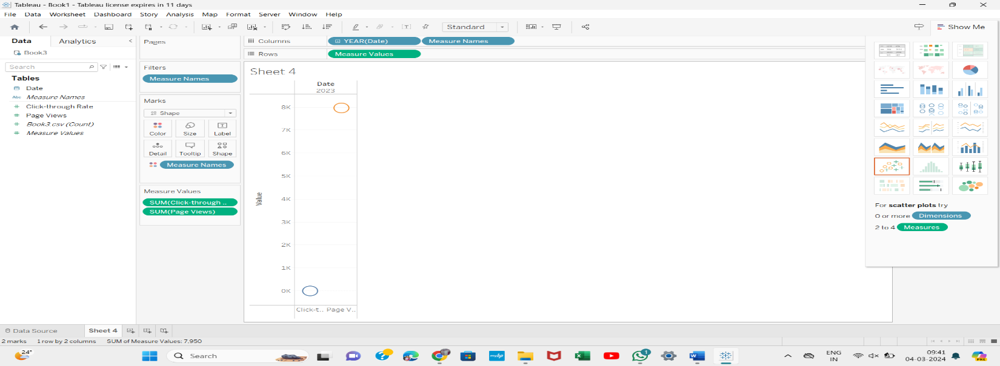 Tableau - Book1 - Tableau license expires in 11 days
File Data Worksheet Dashboard Story Analysis Map Format Server Window Help
Standard
Show Me
Data Analytics <
Pages
Columns YEAR(Date) Measure Names
Book3
Rows Measure Values
Search
Filters
Measure Names
Tables
Date
Abc Measure Names
Click-through Rate
Page Views
Book3.csv (Count)
Measure Values
Marks
Shape
Color Size Label
Detail Tooltip Shape
Measure Names
Measure Values
SUM(Click-through ..
SUM(Page Views)
Sheet 4
Date
2023
8K
7K
6K
5K
4K
3K
2K
1K
0K
Value
Click-t.. Page V..
For scatter plots try
0 or more Dimensions
2 to 4 Measures
Data Source Sheet 4
2 marks 1 row by 2 columns SUM of Measure Values: 7,950
24°
Search
myhp
1
ENG
IN
09:41
04-03-2024
PRE